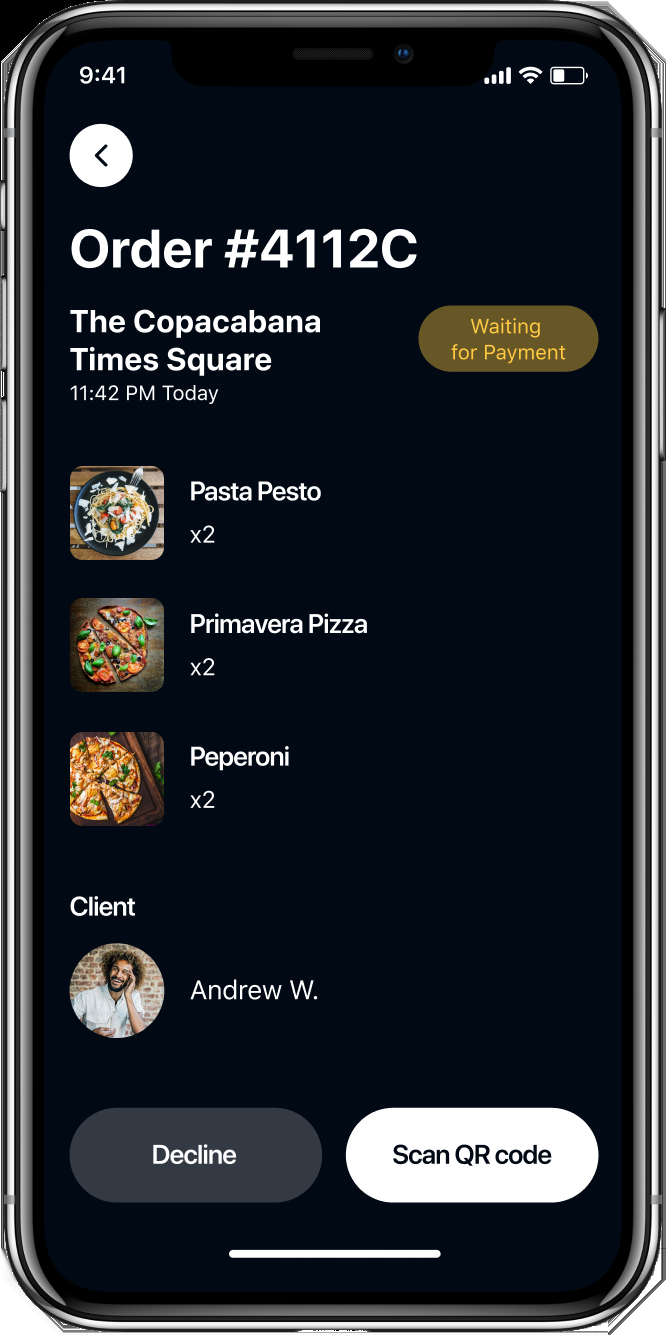 9:41
Order #4112C
The Copacabana
Times Square
11:42 PM Today
Waiting
for Payment
Pasta Pesto
x2
Primavera Pizza
x2
Peperoni
x2
Client
Andrew W.
Decline
Scan QR code